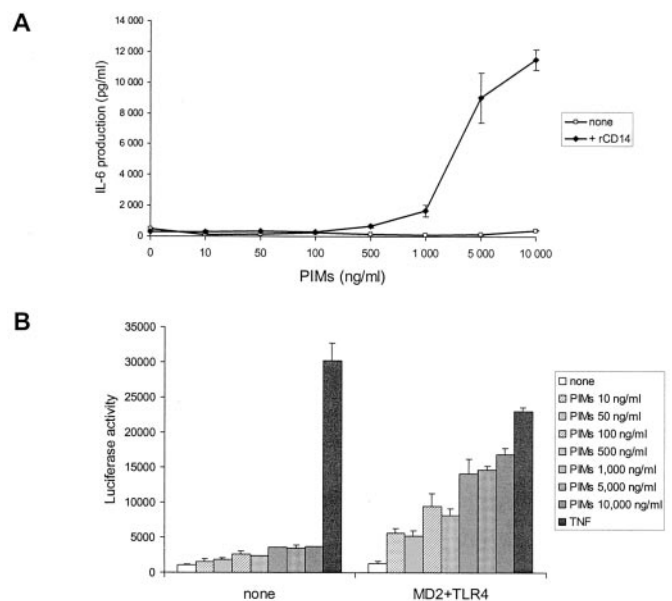 A
14 000
12 000
10 000
8 000
6 000
4 000
2 000
0
IL-6 production (pg/ml)
none
+ rCD14
0 10 50 100 500 1 000 5 000 10 000
PIMs (ng/ml)
B
35000
30000
25000
20000
15000
10000
5000
0
Luciferase activity
none
PIMs 10 ng/ml
PIMs 50 ng/ml
PIMs 100 ng/ml
PIMs 500 ng/ml
PIMs 1,000 ng/ml
PIMs 5,000 ng/ml
PIMs 10,000 ng/ml
TNF
none MD2+TLR4